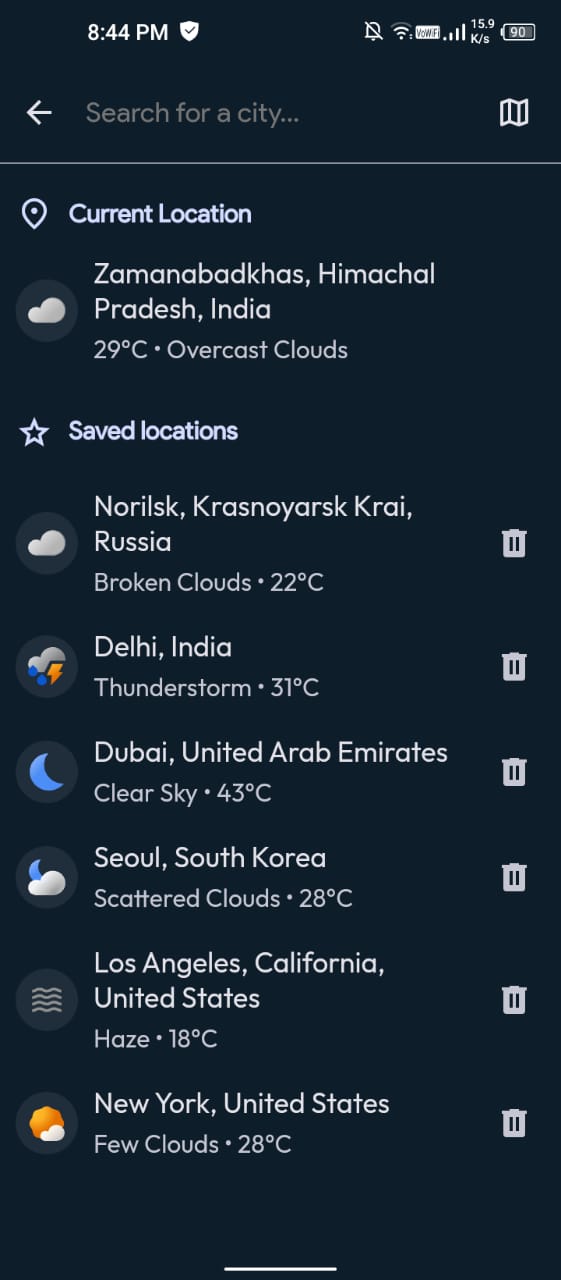 8:44 PM
VoWiFi 15.9 K/s 90
Search for a city...
Current Location
Zamanabadkhas, Himachal
Pradesh, India
29°C • Overcast Clouds
Saved locations
Norilsk, Krasnoyarsk Krai,
Russia
Broken Clouds • 22°C
Delhi, India
Thunderstorm • 31°C
Dubai, United Arab Emirates
Clear Sky • 43°C
Seoul, South Korea
Scattered Clouds • 28°C
Los Angeles, California,
United States
Haze • 18°C
New York, United States
Few Clouds • 28°C